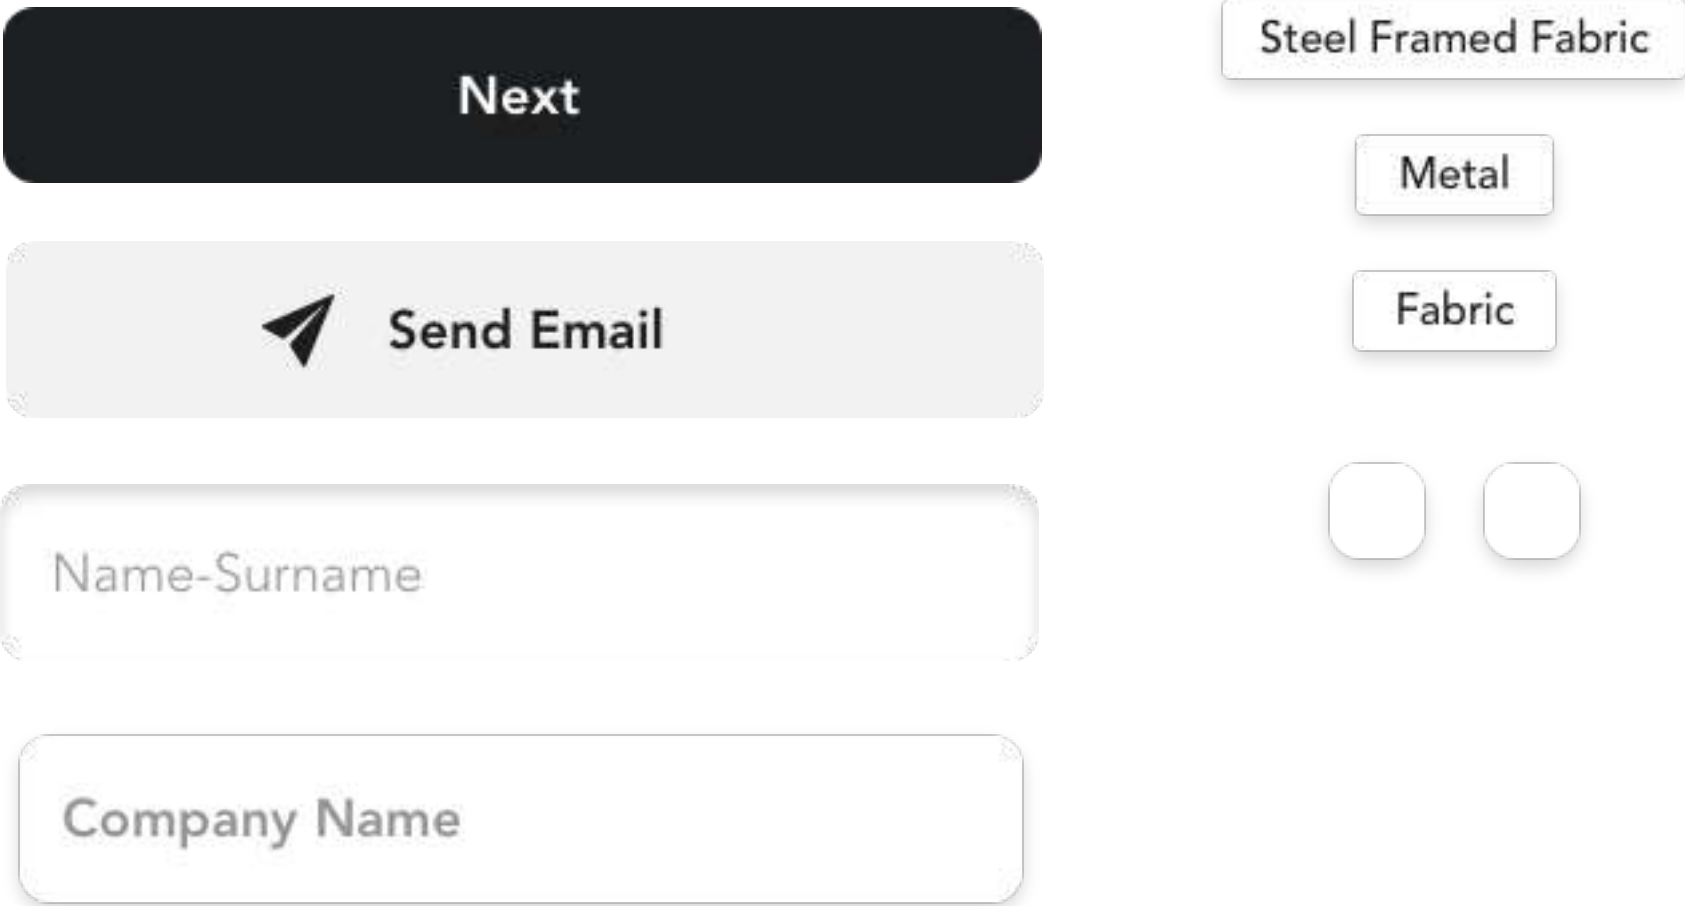 Next
Send Email
Name-Surname
Company Name
Steel Framed Fabric
Metal
Fabric